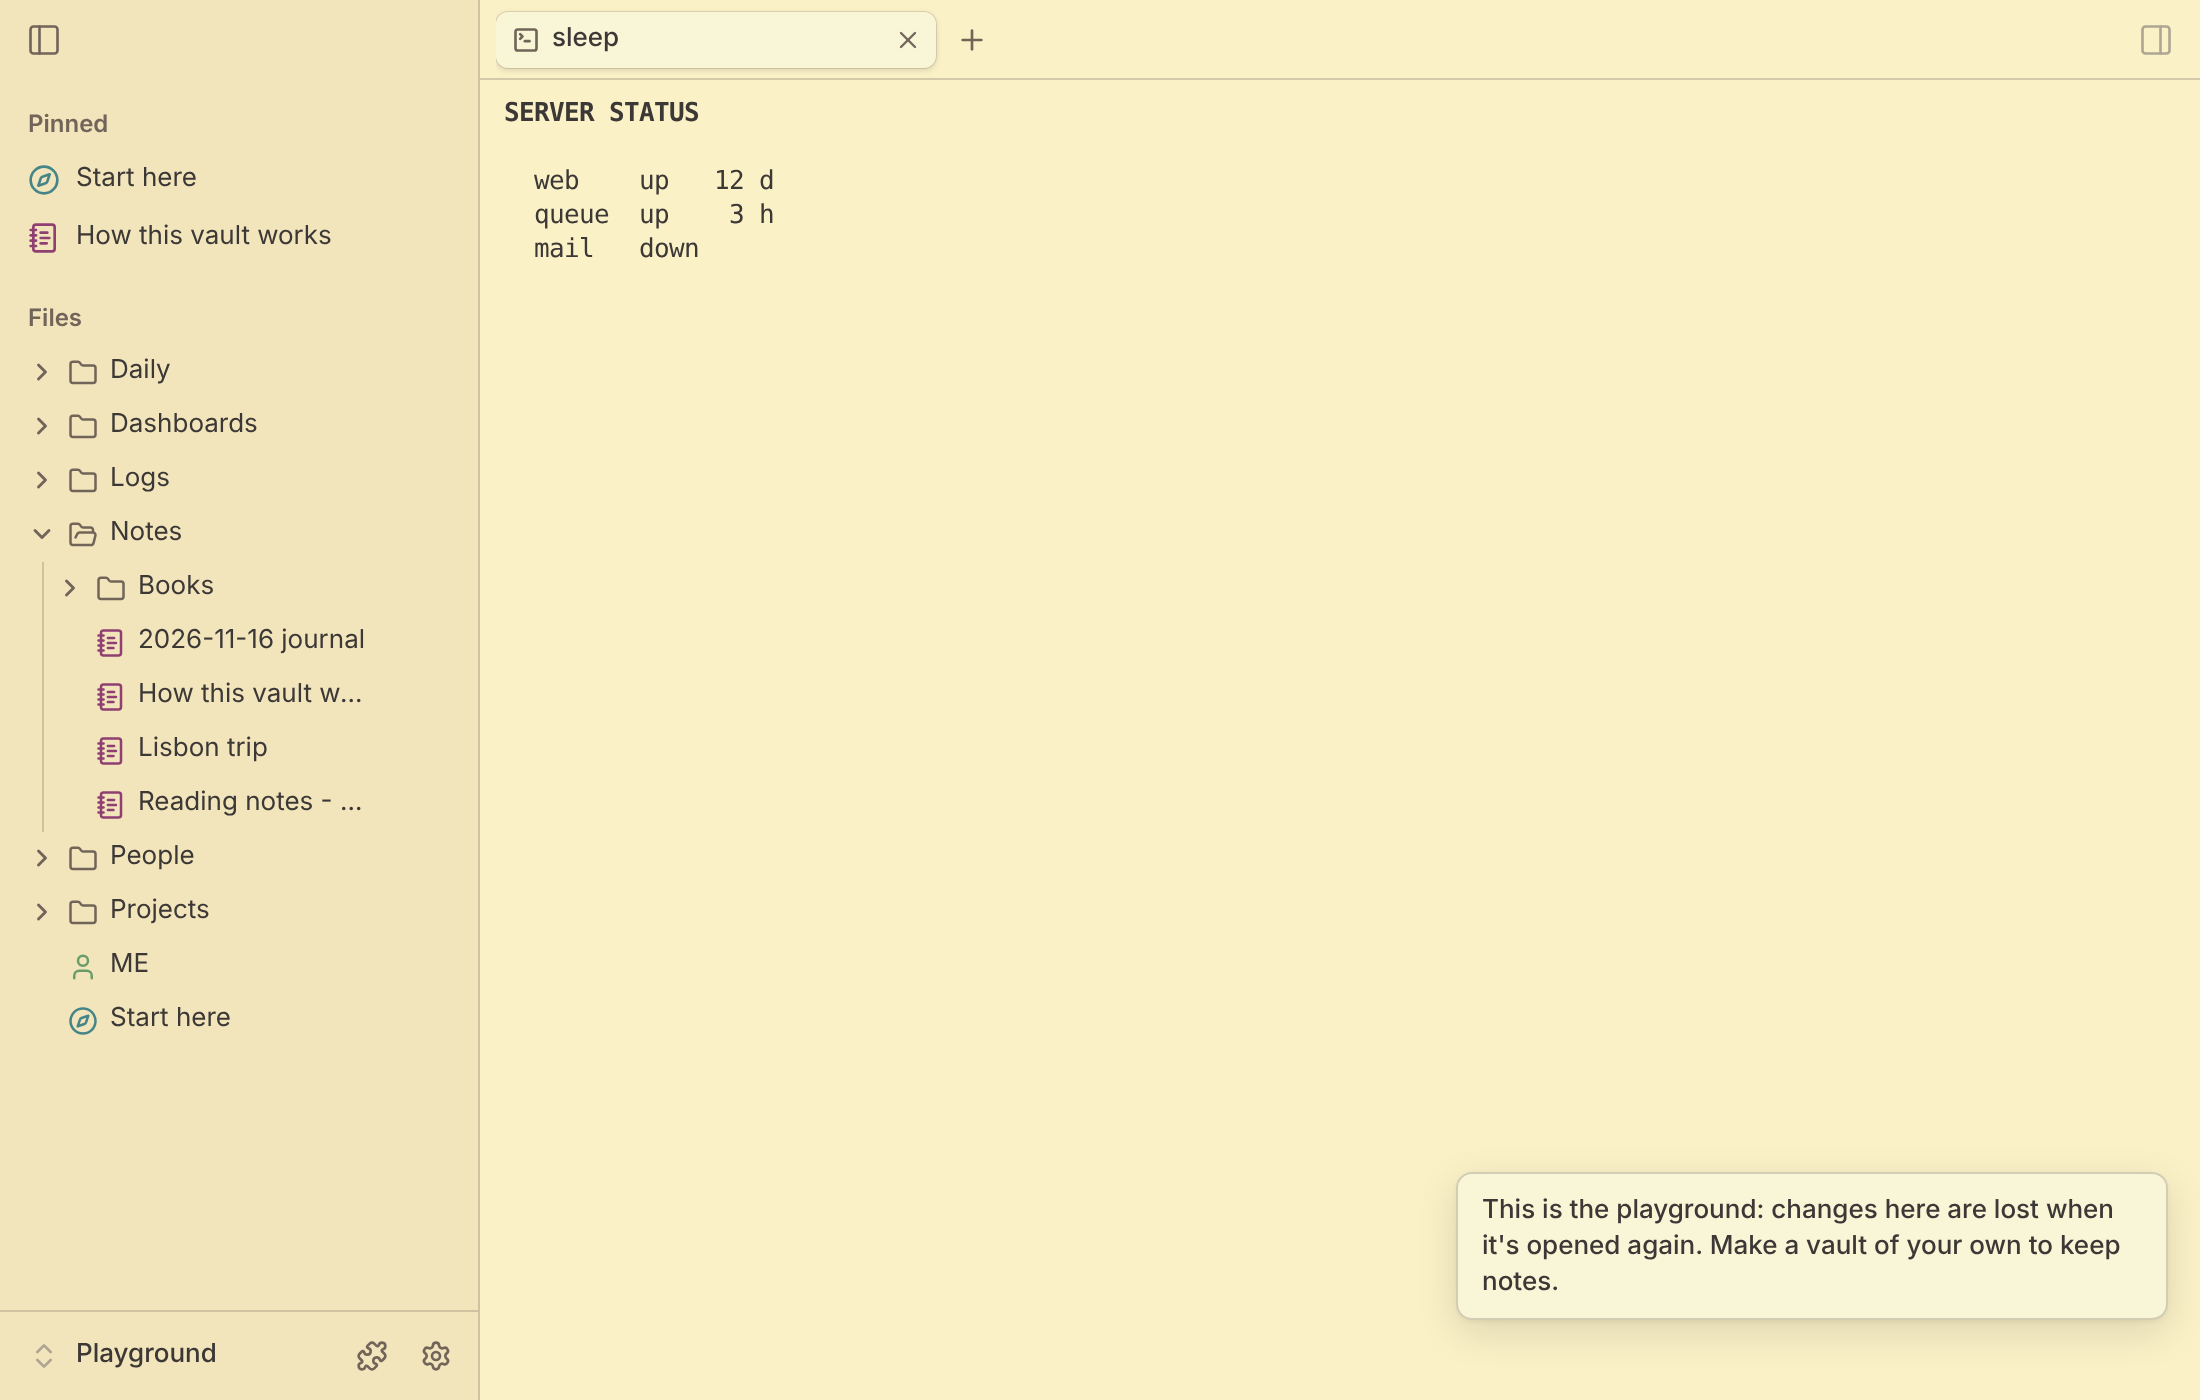 sleep
Pinned
Start here
How this vault works
Files
Daily
Dashboards
Logs
Notes
Books
2026-11-16 journal
How this vault w...
Lisbon trip
Reading notes - ...
People
Projects
ME
Start here
Playground
SERVER STATUS
web    up   12 d
queue  up    3 h
mail   down
This is the playground: changes here are lost when
it's opened again. Make a vault of your own to keep
notes.